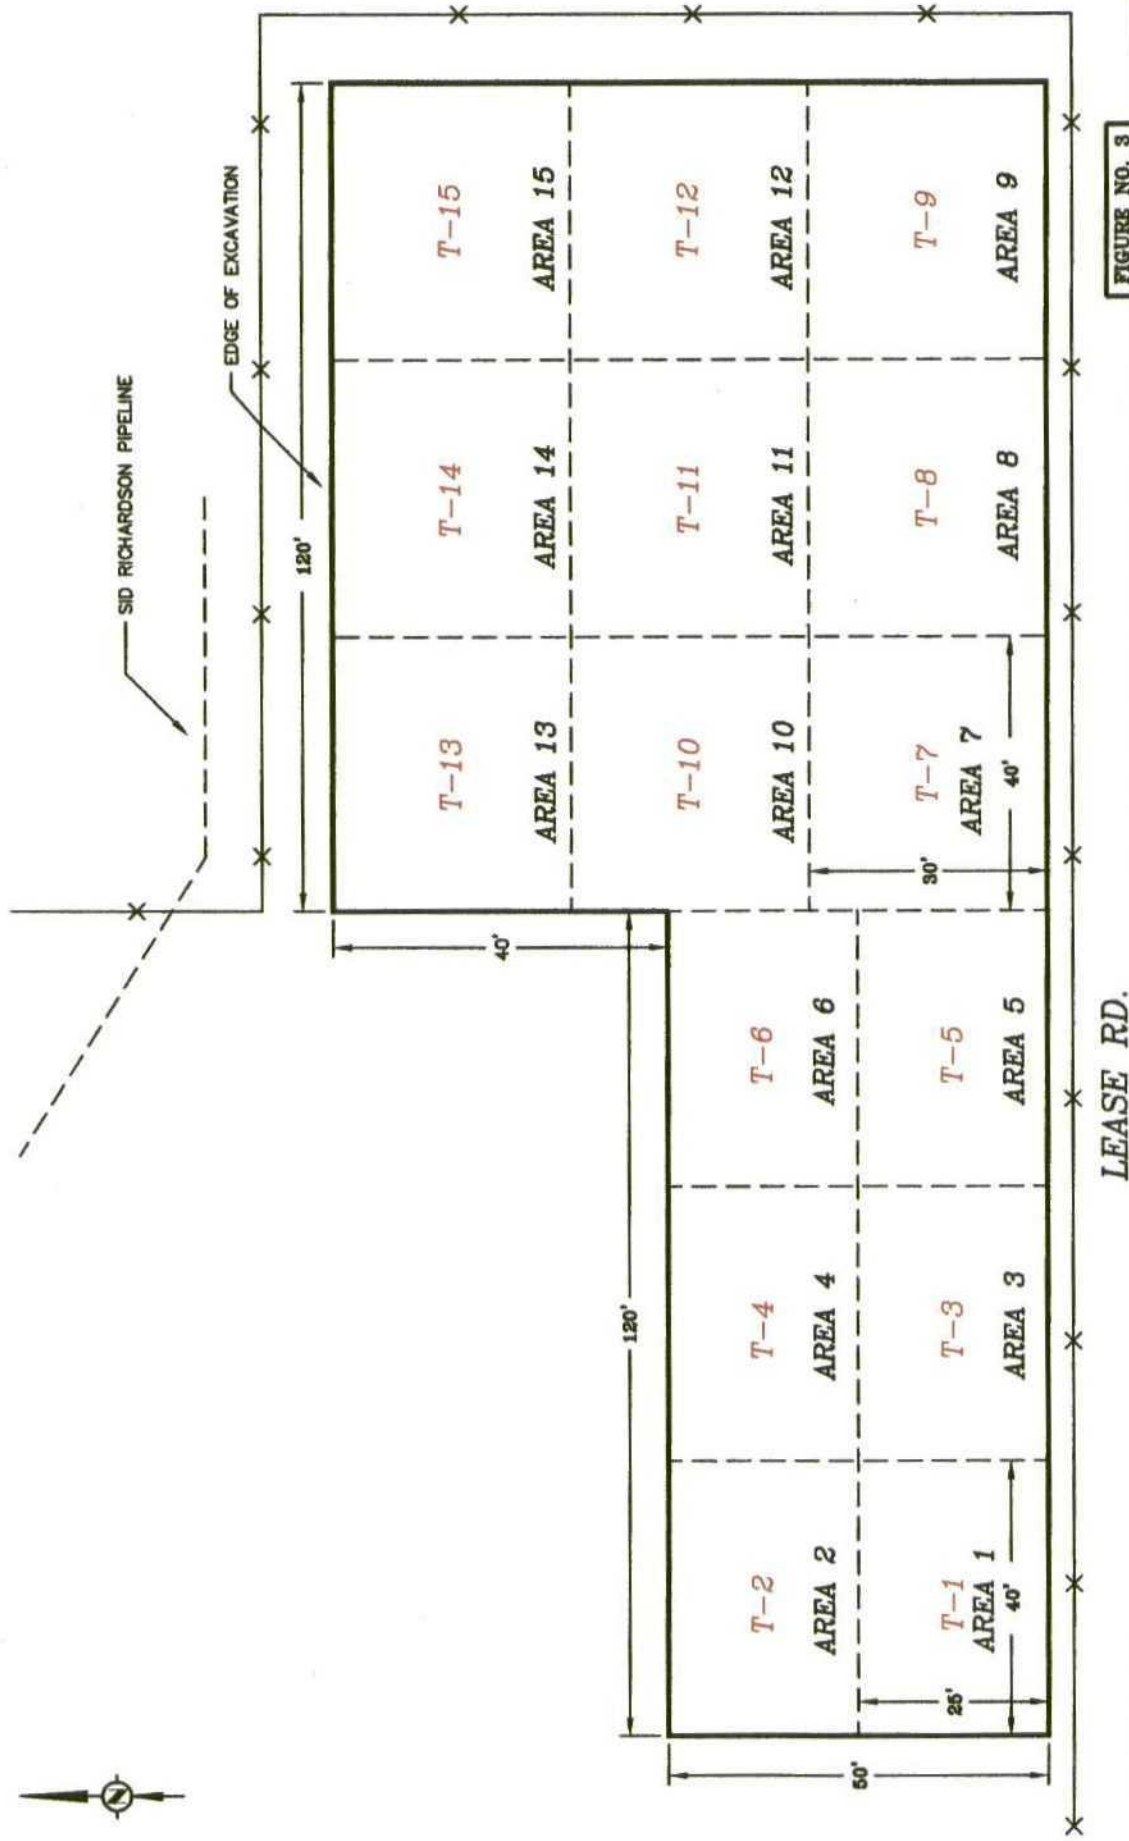 N
SID RICHARDSON PIPELINE
EDGE OF EXCAVATION
120'
40'
120'
50'
T-13
AREA 13
T-14
AREA 14
T-15
AREA 15
T-10
AREA 10
T-11
AREA 11
T-12
AREA 12
T-2
AREA 2
T-4
AREA 4
T-6
AREA 6
T-7
AREA 7
30'
40'
T-8
AREA 8
T-9
AREA 9
T-1
AREA 1
25'
40'
T-3
AREA 3
T-5
AREA 5
LEASE RD.
FIGURE NO. 3